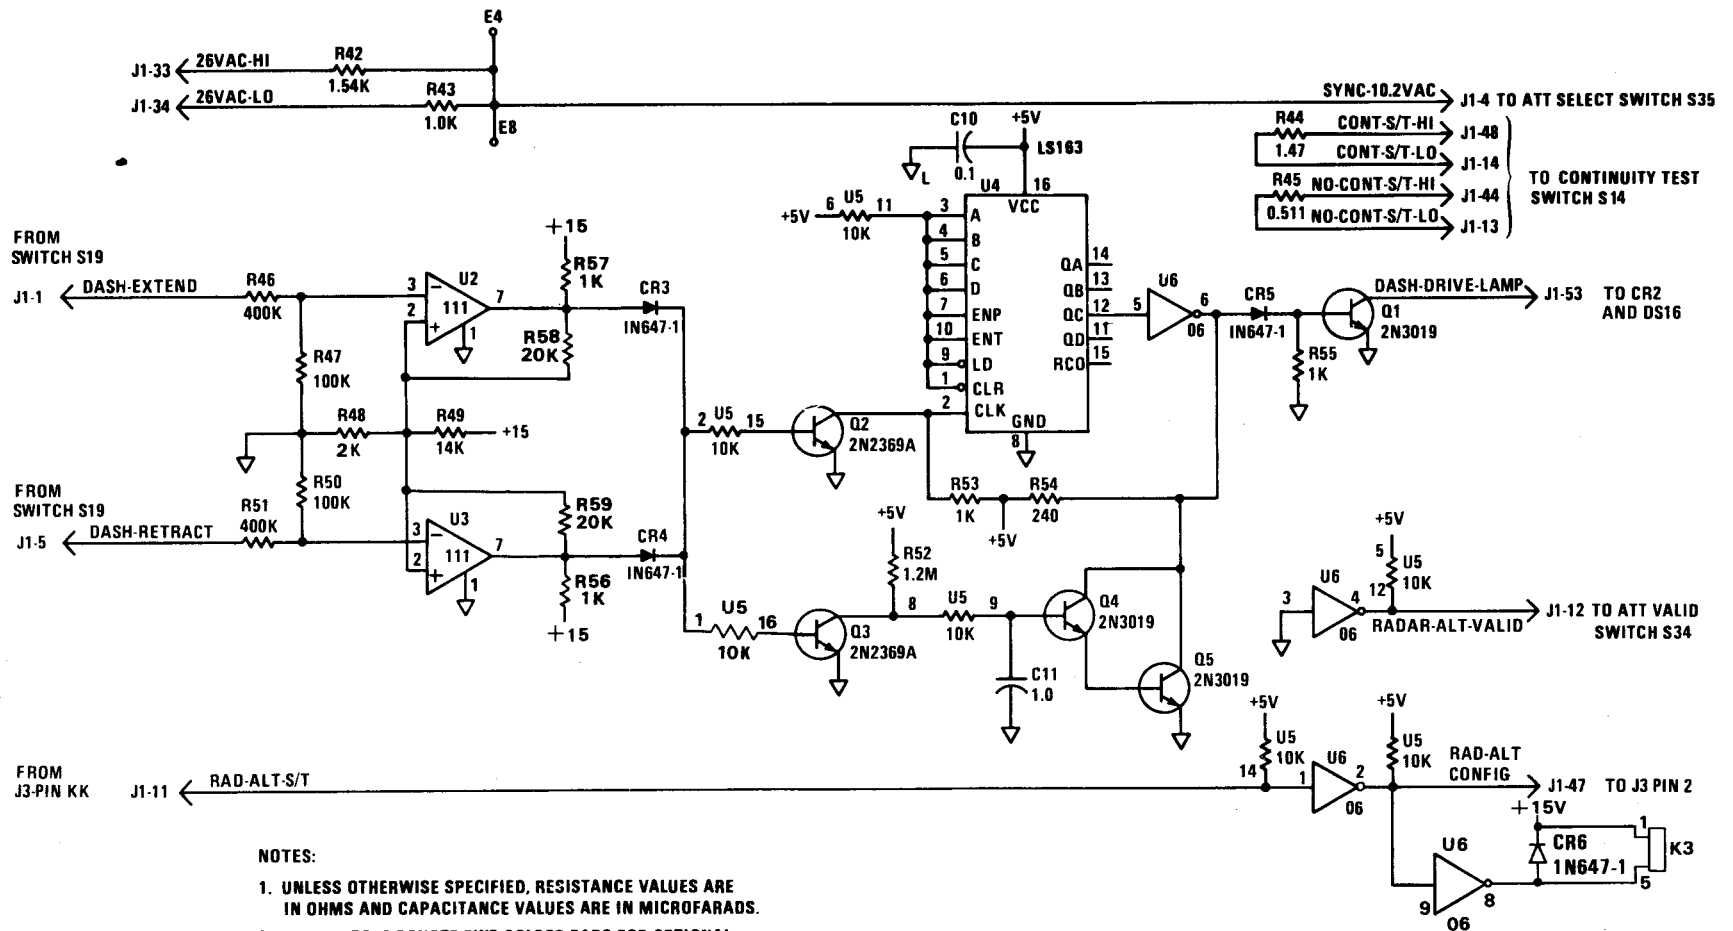 E4
J1-33 26VAC-HI R42
1.54K
J1-34 26VAC-LO R43
1.0K
E8
SYNC-10.2VAC J1-4 TO ATT SELECT SWITCH S35
R44 CONT-S/T-HI J1-48
1.47 CONT-S/T-LO J1-14
R45 NO-CONT-S/T-HI J1-44
0.511 NO-CONT-S/T-LO J1-13
TO CONTINUITY TEST
SWITCH S14
C10 +5V
0.1
L
LS163
U4 16
VCC
+5V 6 U5 11
10K
3 A
4 B
5 C
6 D
7 ENP
10 ENT
9 LD
1 CLR
2 CLK
GND
8
QA 14
QB 13
QC 12
QD 11
RCO 15
FROM
SWITCH S19
J1-1 DASH-EXTEND R46
400K
3 −
2 +
U2
111
7
1
+15
R57
1K
R58
20K
CR3
IN647-1
R47
100K
R48
2K
R49
14K
+15
R50
100K
FROM
SWITCH S19
J1-5 DASH-RETRACT R51
400K
3 −
2 +
U3
111
7
1
R59
20K
R56
1K
+15
CR4
IN647-1
2 U5 15
10K
Q2
2N2369A
1 U5 16
10K
Q3
2N2369A
+5V
R52
1.2M
8 U5 9
10K
C11
1.0
Q4
2N3019
Q5
2N3019
R53
1K
R54
240
+5V
5 U6 6
06
CR5
IN647-1
R55
1K
Q1
2N3019
DASH-DRIVE-LAMP J1-53 TO CR2
AND DS16
+5V
5 U5
10K
12
3 U6 4
06
RADAR-ALT-VALID
J1-12 TO ATT VALID
SWITCH S34
FROM
J3-PIN KK J1-11 RAD-ALT-S/T
+5V
U5
10K
14
1 U6 2
06
+5V
U5
10K
RAD-ALT
CONFIG
J1-47 TO J3 PIN 2
+15V
CR6
1N647-1
1
K3
5
U6
9 8
06
NOTES:
1. UNLESS OTHERWISE SPECIFIED, RESISTANCE VALUES ARE
IN OHMS AND CAPACITANCE VALUES ARE IN MICROFARADS.